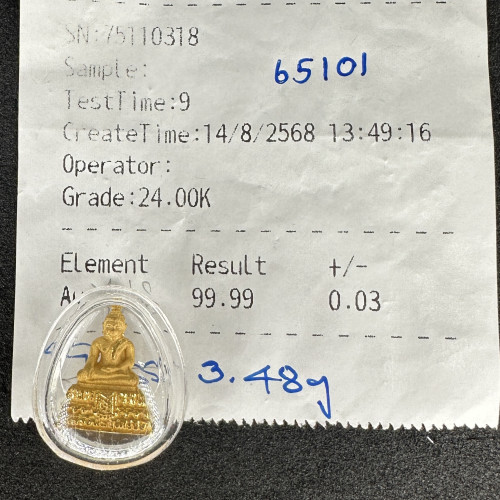 SN:75110318
Sample:
65101
TestTime:9
CreateTime:14/8/2568 13:49:16
Operator:
Grade:24.00K
Element Result +/-
99.99 0.03
3.48g